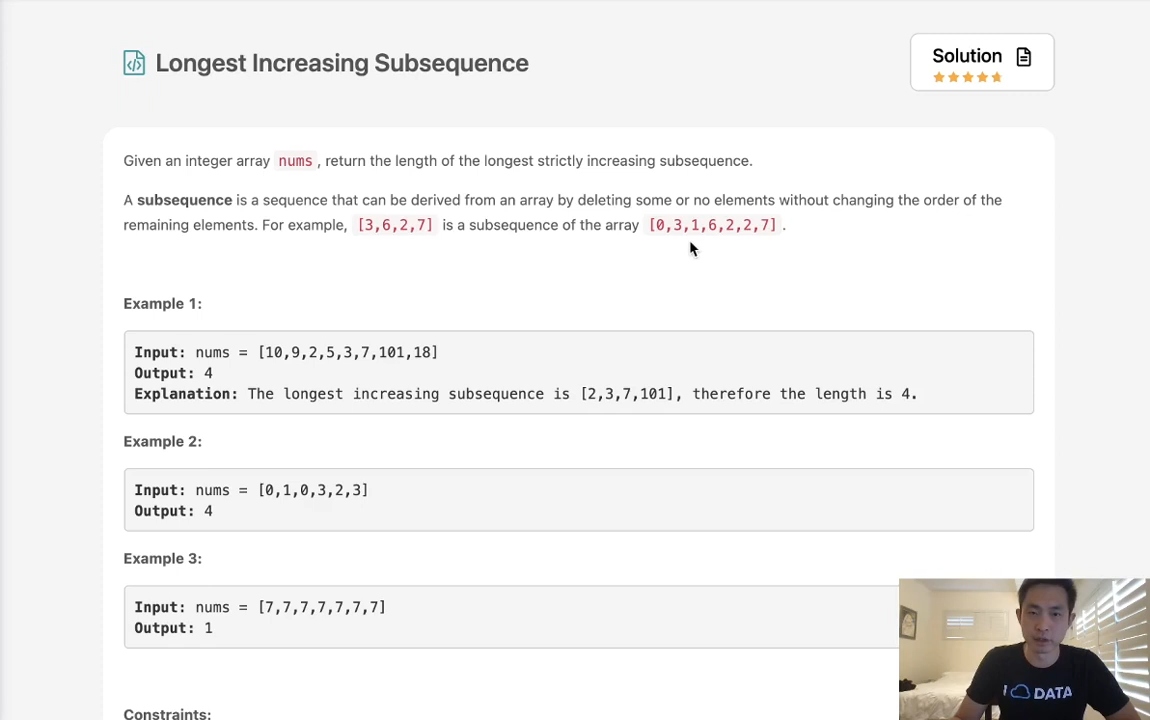 Longest Increasing Subsequence
Solution
Given an integer array nums, return the length of the longest strictly increasing subsequence.
A subsequence is a sequence that can be derived from an array by deleting some or no elements without changing the order of the
remaining elements. For example, [3,6,2,7] is a subsequence of the array [0,3,1,6,2,2,7].
Example 1:
Input: nums = [10,9,2,5,3,7,101,18]
Output: 4
Explanation: The longest increasing subsequence is [2,3,7,101], therefore the length is 4.
Example 2:
Input: nums = [0,1,0,3,2,3]
Output: 4
Example 3:
Input: nums = [7,7,7,7,7,7,7]
Output: 1
Constraints:
I DATA